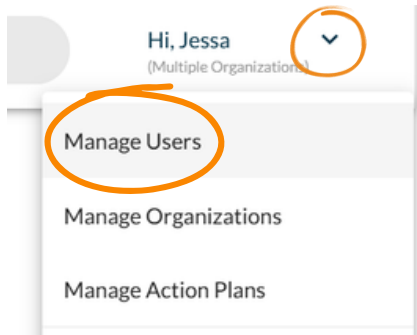 Hi, Jessa
(Multiple Organizations)
Manage Users
Manage Organizations
Manage Action Plans